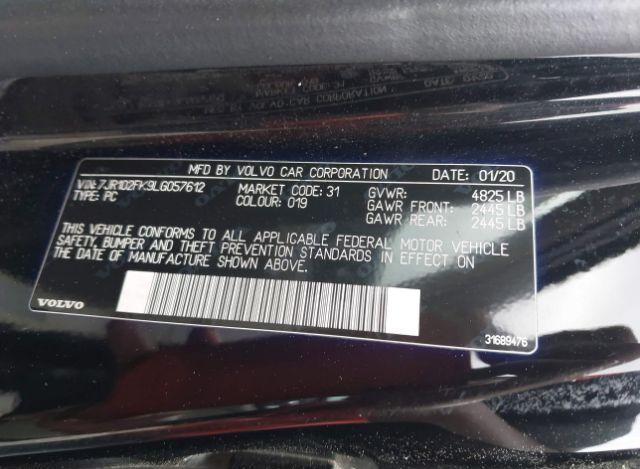 MFD BY VOLVO CAR CORPORATION DATE: 01/20
VIN:7JR102FK9LG057612 MARKET CODE: 31 GVWR: 4825 LB
TYPE: PC COLOUR: 019 GAWR FRONT: 2445 LB
GAWR REAR: 2445 LB
THIS VEHICLE CONFORMS TO ALL APPLICABLE FEDERAL MOTOR VEHICLE
SAFETY, BUMPER AND THEFT PREVENTION STANDARDS IN EFFECT ON
THE DATE OF MANUFACTURE SHOWN ABOVE.
VOLVO 31689476